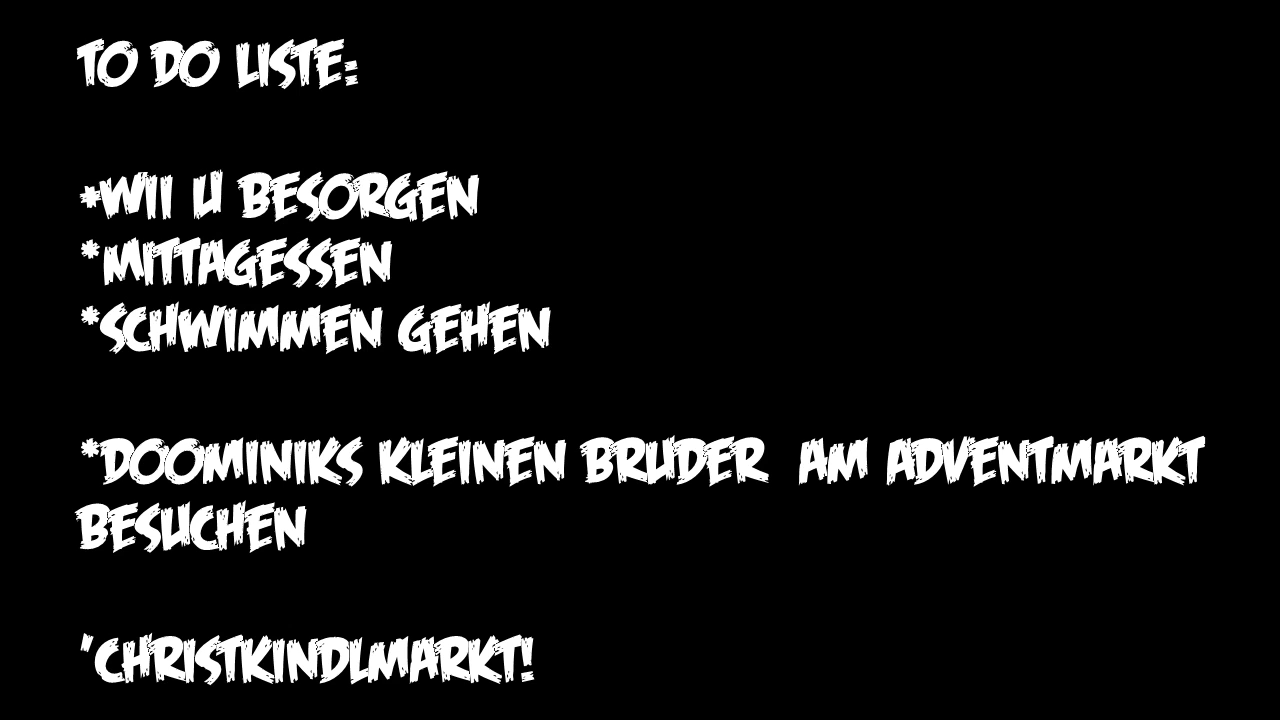 TO DO LISTE:
*WII U BESORGEN
*MITTAGESSEN
*SCHWIMMEN GEHEN
*DOOMINIKS KLEINEN BRUDER AM ADVENTMARKT
BESUCHEN
'CHRISTKINDLMARKT!